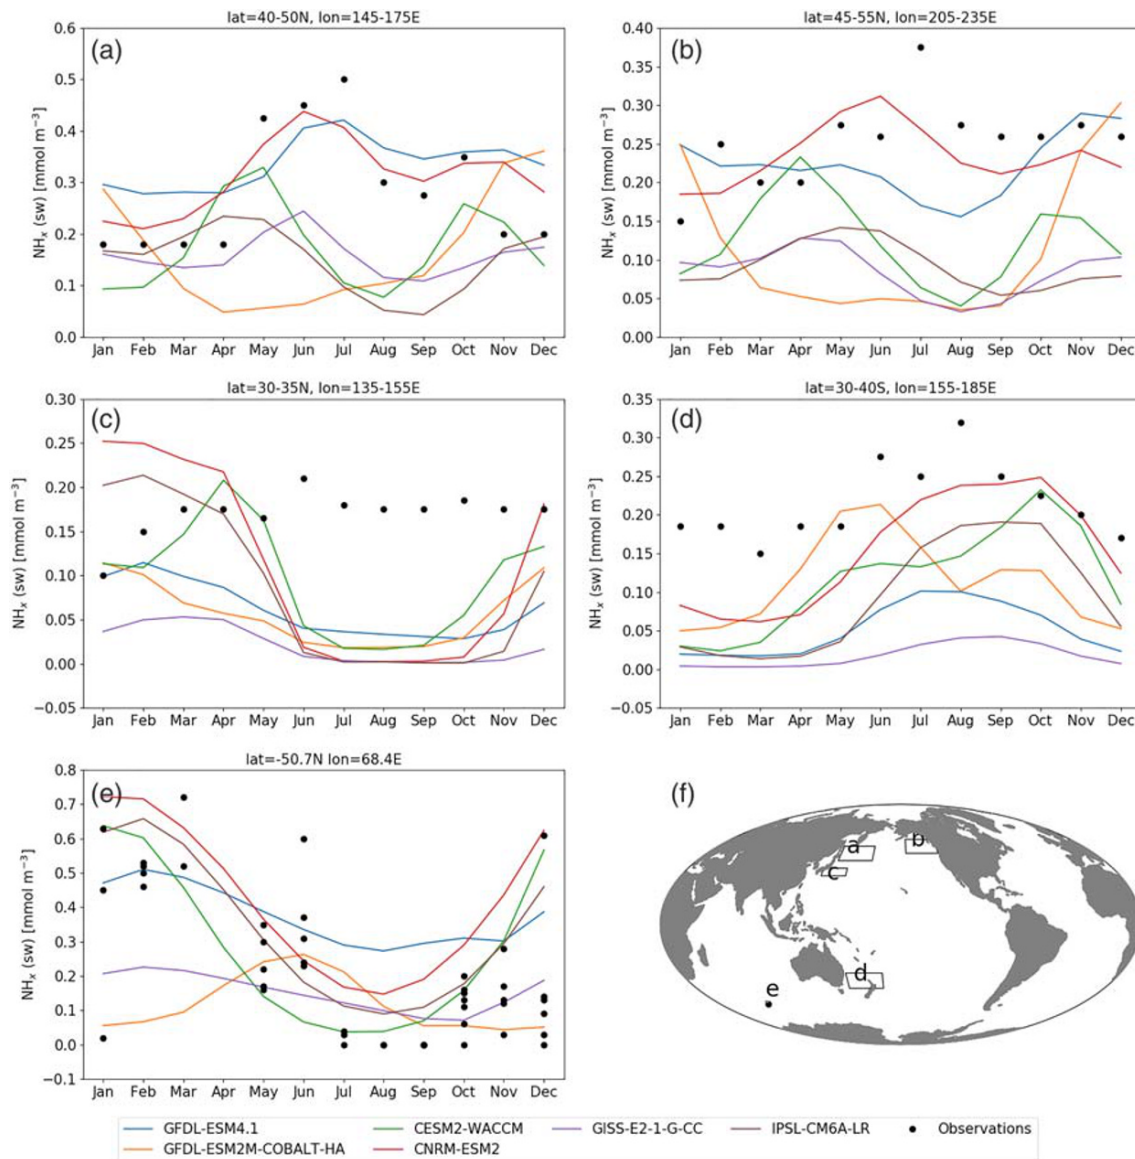 lat=40-50N, lon=145-175E
(a)
NHx (sw) [mmol m−3]
0.6
0.5
0.4
0.3
0.2
0.1
0.0
Jan Feb Mar Apr May Jun Jul Aug Sep Oct Nov Dec
lat=45-55N, lon=205-235E
(b)
NHx (sw) [mmol m−3]
0.40
0.35
0.30
0.25
0.20
0.15
0.10
0.05
0.00
Jan Feb Mar Apr May Jun Jul Aug Sep Oct Nov Dec
lat=30-35N, lon=135-155E
(c)
NHx (sw) [mmol m−3]
0.30
0.25
0.20
0.15
0.10
0.05
0.00
−0.05
Jan Feb Mar Apr May Jun Jul Aug Sep Oct Nov Dec
lat=30-40S, lon=155-185E
(d)
NHx (sw) [mmol m−3]
0.35
0.30
0.25
0.20
0.15
0.10
0.05
0.00
−0.05
Jan Feb Mar Apr May Jun Jul Aug Sep Oct Nov Dec
lat=-50.7N lon=68.4E
(e)
NHx (sw) [mmol m−3]
0.8
0.7
0.6
0.5
0.4
0.3
0.2
0.1
0.0
−0.1
Jan Feb Mar Apr May Jun Jul Aug Sep Oct Nov Dec
(f)
a
b
c
d
e
GFDL-ESM4.1 CESM2-WACCM GISS-E2-1-G-CC IPSL-CM6A-LR Observations
GFDL-ESM2M-COBALT-HA CNRM-ESM2